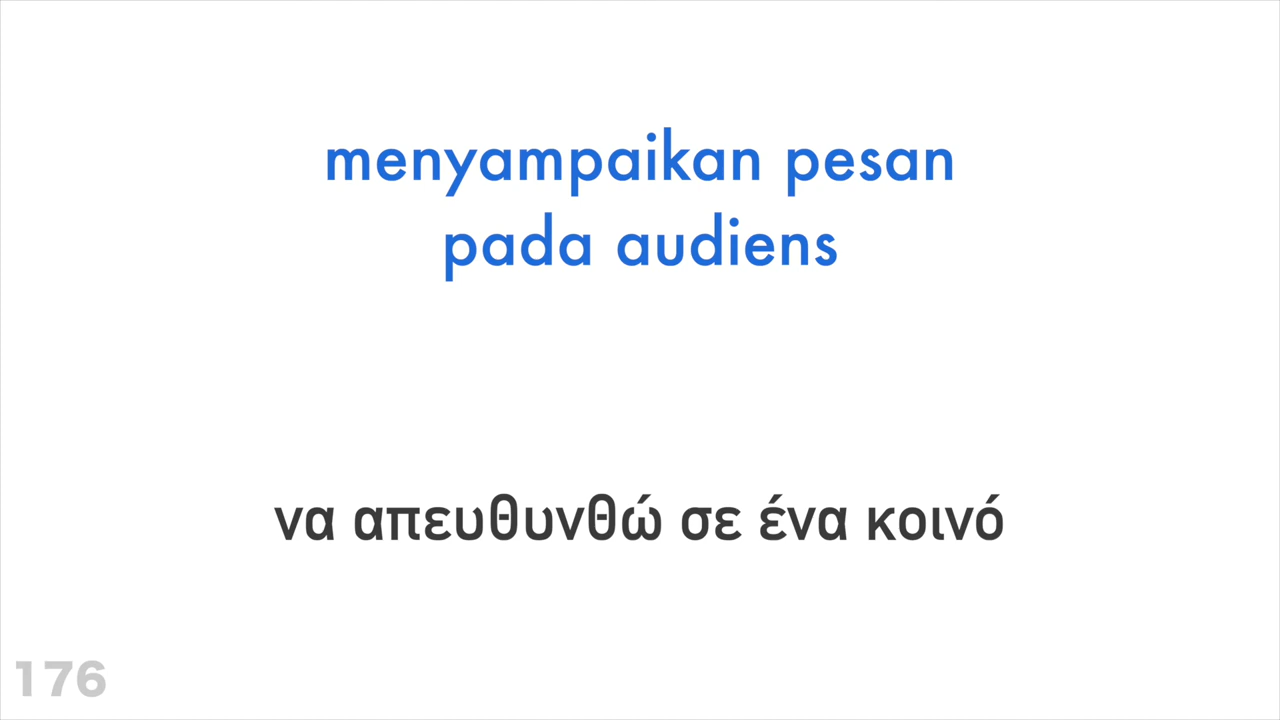 menyampaikan pesan
pada audiens
να απευθυνθώ σε ένα κοινό
176